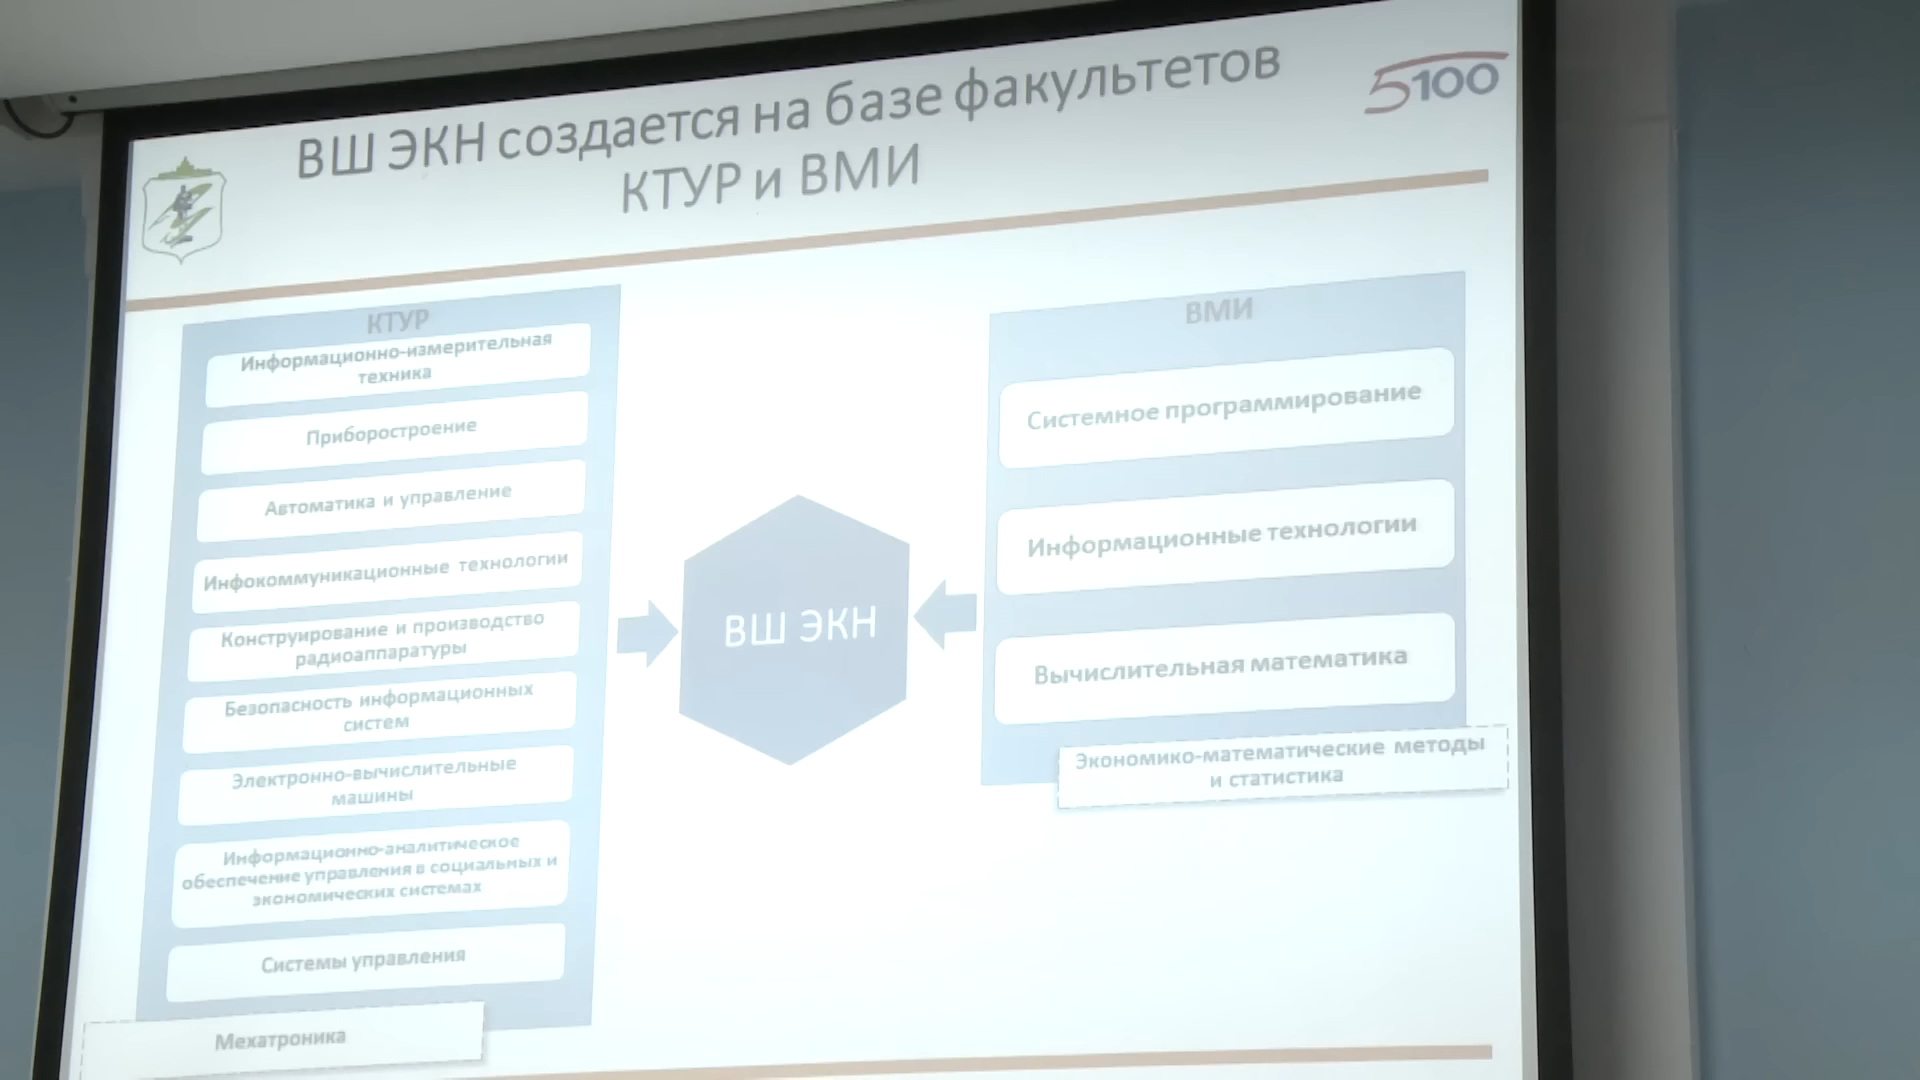 ВШ ЭКН создается на базе факультетов
КТУР и ВМИ
5100
КТУР
Информационно-измерительная
техника
Приборостроение
Автоматика и управление
Инфокоммуникационные технологии
Конструирование и производство
радиоаппаратуры
Безопасность информационных
систем
Электронно-вычислительные
машины
Информационно-аналитическое
обеспечение управления в социальных и
экономических системах
Системы управления
Мехатроника
ВШ ЭКН
ВМИ
Системное программирование
Информационные технологии
Вычислительная математика
Экономико-математические методы
и статистика